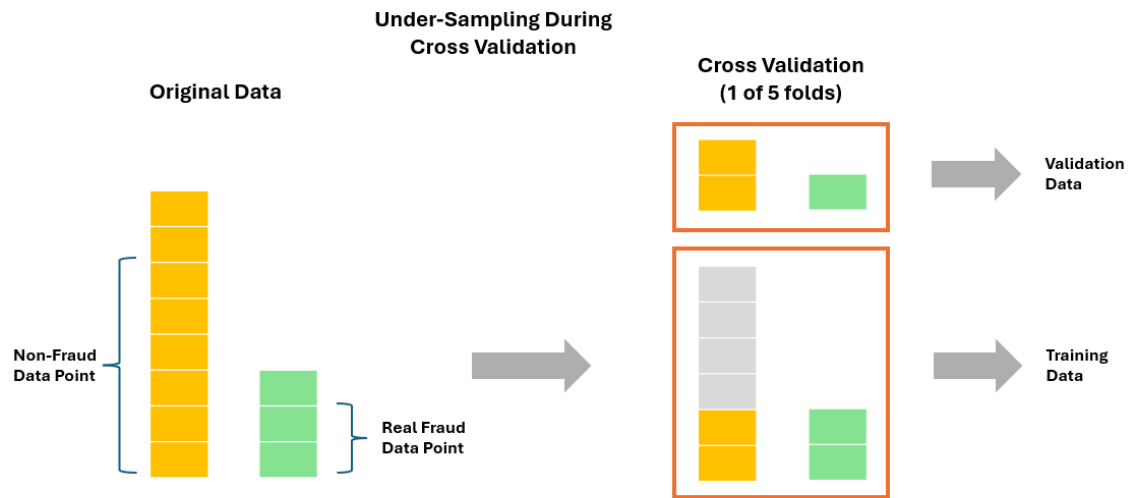 Under-Sampling During
Cross Validation
Original Data
Cross Validation
(1 of 5 folds)
Validation
Data
Non-Fraud
Data Point
Real Fraud
Data Point
Training
Data